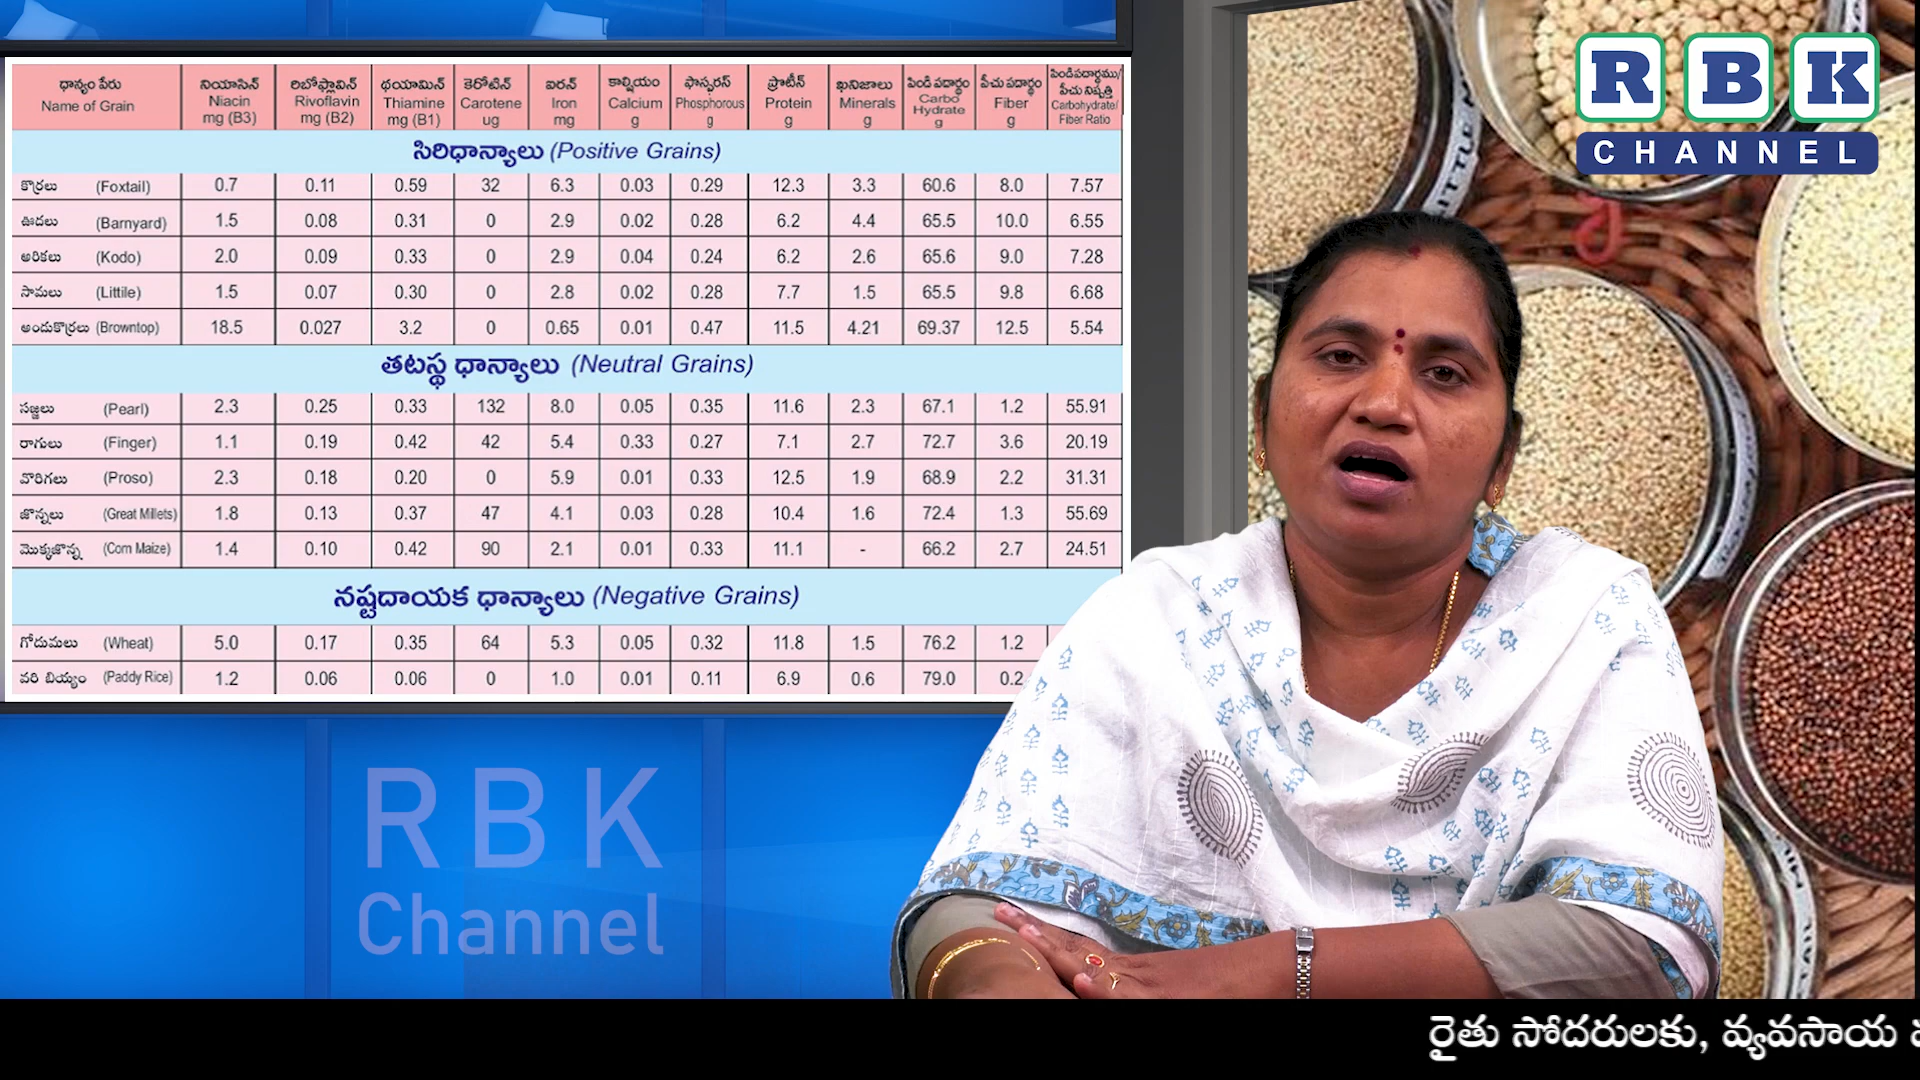 ధాన్యం పేరు నియాసిన్ రిబోఫ్లావిన్ థయామిన్ కెరోటిన్ ఐరన్ కాల్షియం ఫాస్ఫరస్ ప్రొటీన్ ఖనిజాలు పిండిపదార్థం పీచు పదార్థం పిండిపదార్థము/పీచు నిష్పత్తి
Name of Grain Niacin mg (B3) Rivoflavin mg (B2) Thiamine mg (B1) Carotene ug Iron mg Calcium g Phosphorous g Protein g Minerals g Carbo Hydrate g Fiber g Carbohydrate/ Fiber Ratio
సిరిధాన్యాలు (Positive Grains)
కొర్రలు (Foxtail) 0.7 0.11 0.59 32 6.3 0.03 0.29 12.3 3.3 60.6 8.0 7.57
ఊదలు (Barnyard) 1.5 0.08 0.31 0 2.9 0.02 0.28 6.2 4.4 65.5 10.0 6.55
అరికలు (Kodo) 2.0 0.09 0.33 0 2.9 0.04 0.24 6.2 2.6 65.6 9.0 7.28
సామలు (Littile) 1.5 0.07 0.30 0 2.8 0.02 0.28 7.7 1.5 65.5 9.8 6.68
అందుకొర్రలు (Browntop) 18.5 0.027 3.2 0 0.65 0.01 0.47 11.5 4.21 69.37 12.5 5.54
తటస్థ ధాన్యాలు (Neutral Grains)
సజ్జలు (Pearl) 2.3 0.25 0.33 132 8.0 0.05 0.35 11.6 2.3 67.1 1.2 55.91
రాగులు (Finger) 1.1 0.19 0.42 42 5.4 0.33 0.27 7.1 2.7 72.7 3.6 20.19
వొరిగలు (Proso) 2.3 0.18 0.20 0 5.9 0.01 0.33 12.5 1.9 68.9 2.2 31.31
జొన్నలు (Great Millets) 1.8 0.13 0.37 47 4.1 0.03 0.28 10.4 1.6 72.4 1.3 55.69
మొక్కజొన్న (Corn Maize) 1.4 0.10 0.42 90 2.1 0.01 0.33 11.1 - 66.2 2.7 24.51
నష్టదాయక ధాన్యాలు (Negative Grains)
గోదుమలు (Wheat) 5.0 0.17 0.35 64 5.3 0.05 0.32 11.8 1.5 76.2 1.2
వరి బియ్యం (Paddy Rice) 1.2 0.06 0.06 0 1.0 0.01 0.11 6.9 0.6 79.0 0.2
RBK
CHANNEL
RBK
Channel
రైతు సోదరులకు, వ్యవసాయ